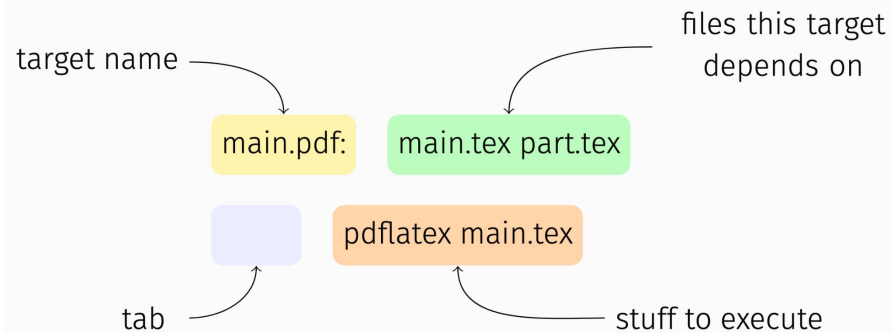 files this target
target name
depends on
main.pdf: main.tex part.tex
pdflatex main.tex
tab
stuff to execute